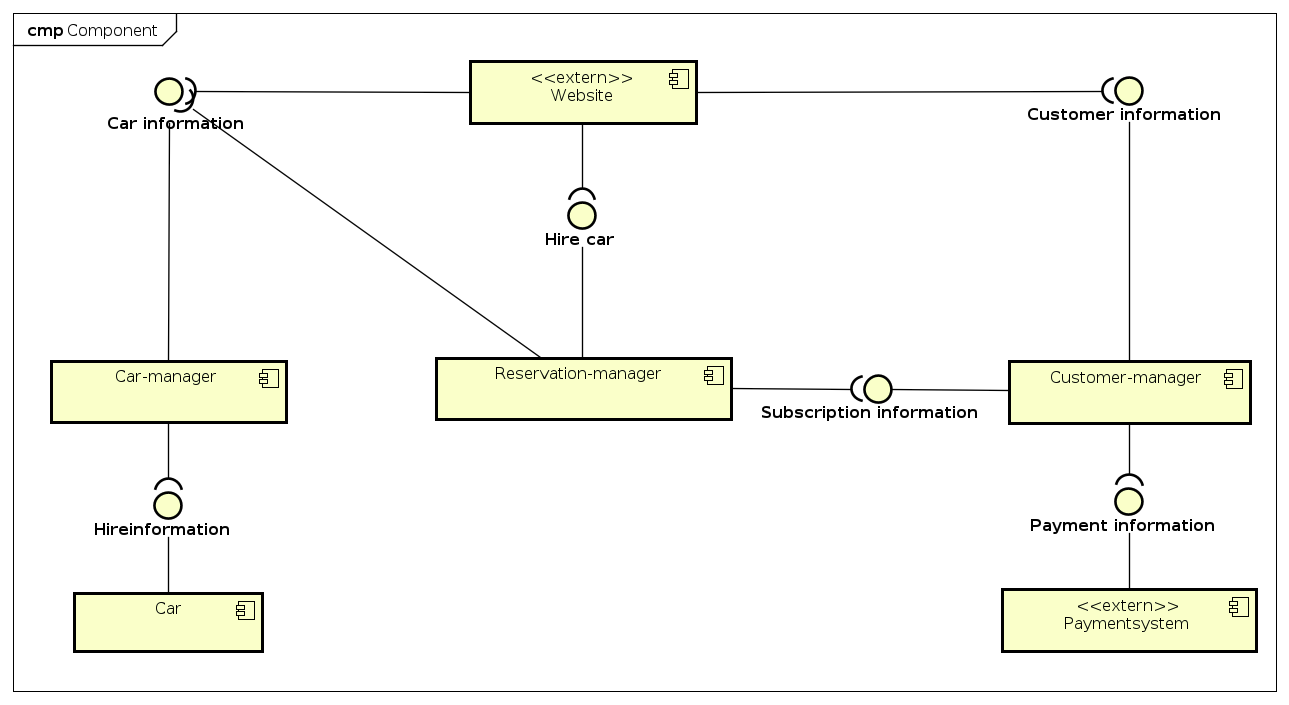 cmp Component
<<extern>>
Website
Car information
Customer information
Hire car
Car-manager
Reservation-manager
Customer-manager
Subscription information
Hireinformation
Payment information
Car
<<extern>>
Paymentsystem